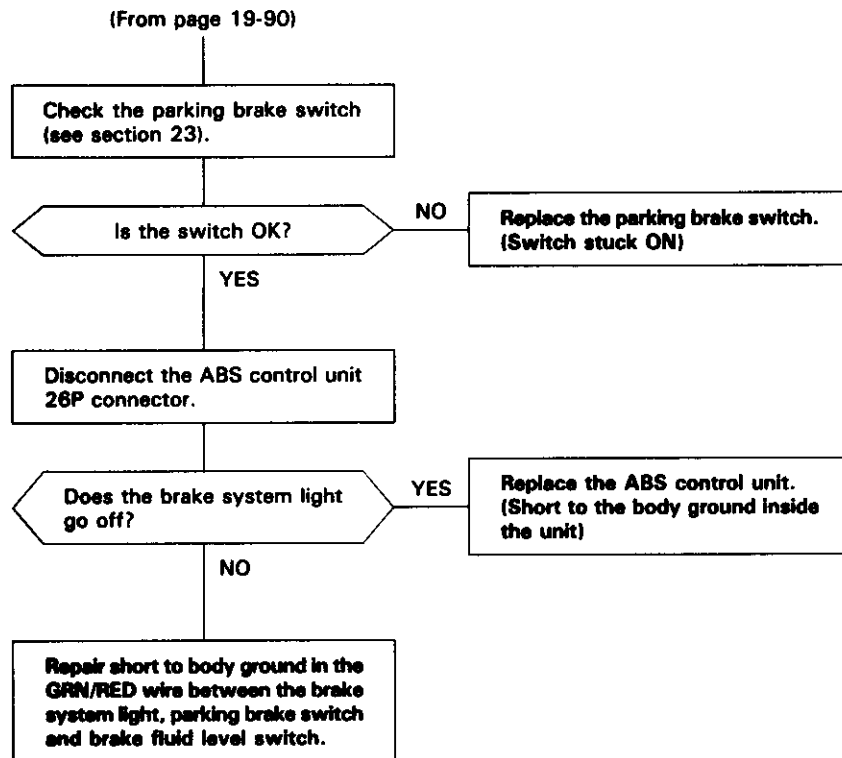 (From page 19-90)
Check the parking brake switch
(see section 23).
Is the switch OK?
NO
Replace the parking brake switch.
(Switch stuck ON)
YES
Disconnect the ABS control unit
26P connector.
Does the brake system light
go off?
YES
Replace the ABS control unit.
(Short to the body ground inside
the unit)
NO
Repair short to body ground in the
GRN/RED wire between the brake
system light, parking brake switch
and brake fluid level switch.